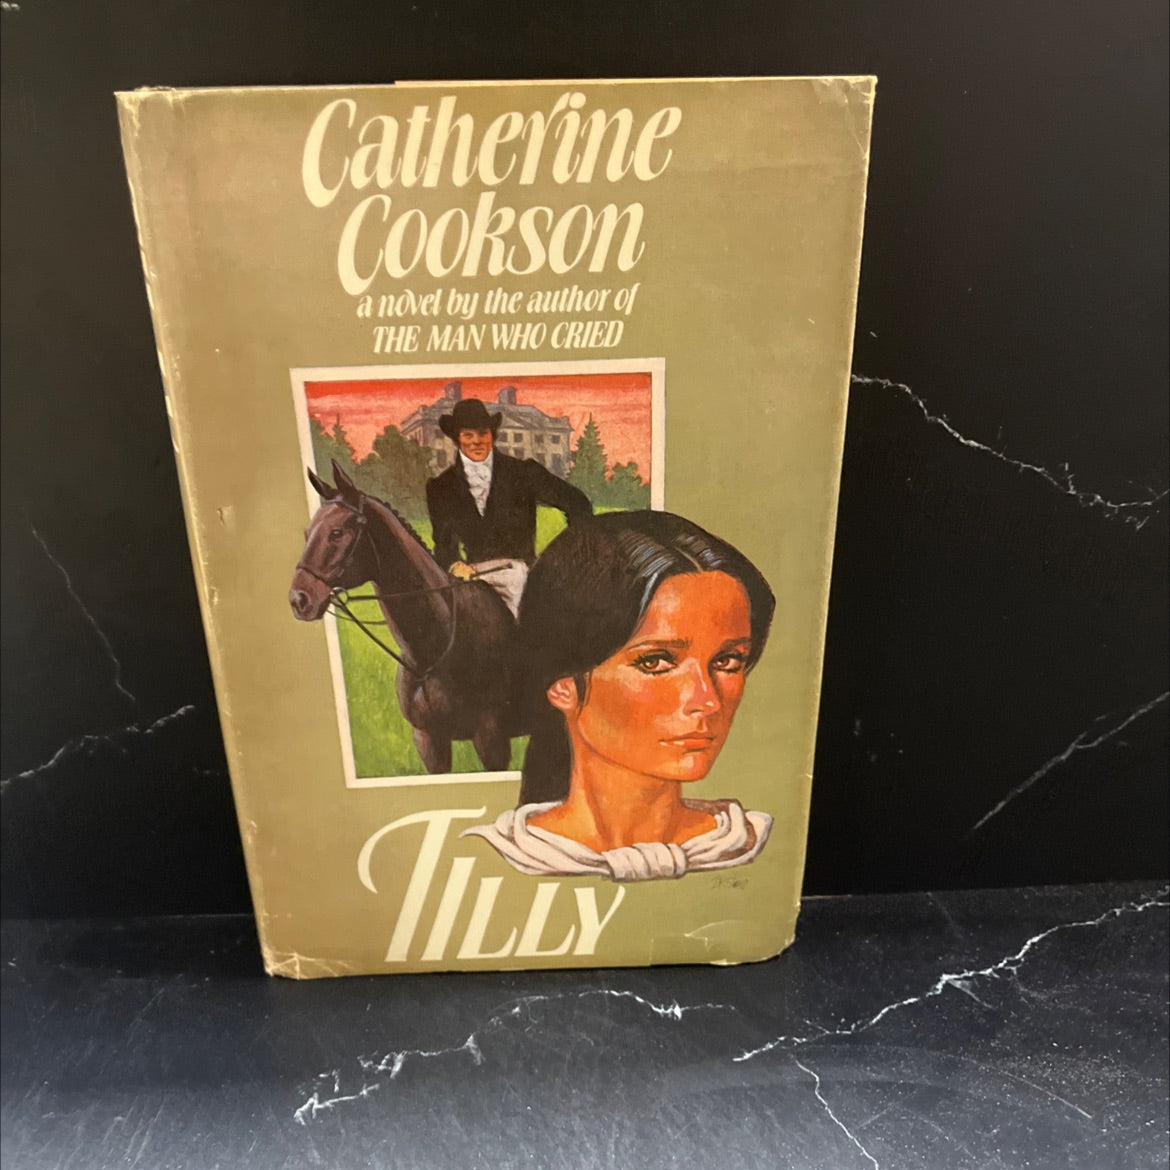 Catherine
Cookson
a novel by the author of
THE MAN WHO CRIED
TILLY